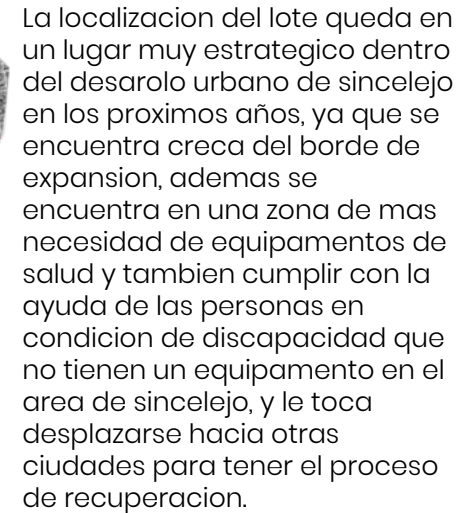 La localizacion del lote queda en
un lugar muy estrategico dentro
del desarolo urbano de sincelejo
en los proximos años, ya que se
encuentra creca del borde de
expansion, ademas se
encuentra en una zona de mas
necesidad de equipamentos de
salud y tambien cumplir con la
ayuda de las personas en
condicion de discapacidad que
no tienen un equipamento en el
area de sincelejo, y le toca
desplazarse hacia otras
ciudades para tener el proceso
de recuperacion.